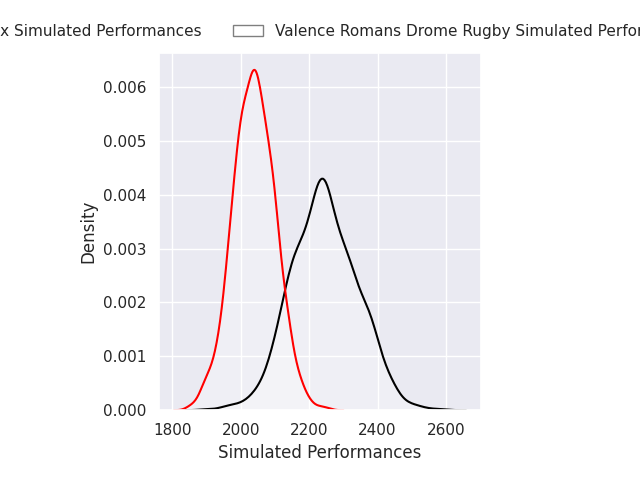 x Simulated Performances Valence Romans Drome Rugby Simulated Perfor
0.006
0.005
0.004
0.003
0.002
0.001
0.000
Density
1800 2000 2200 2400 2600
Simulated Performances